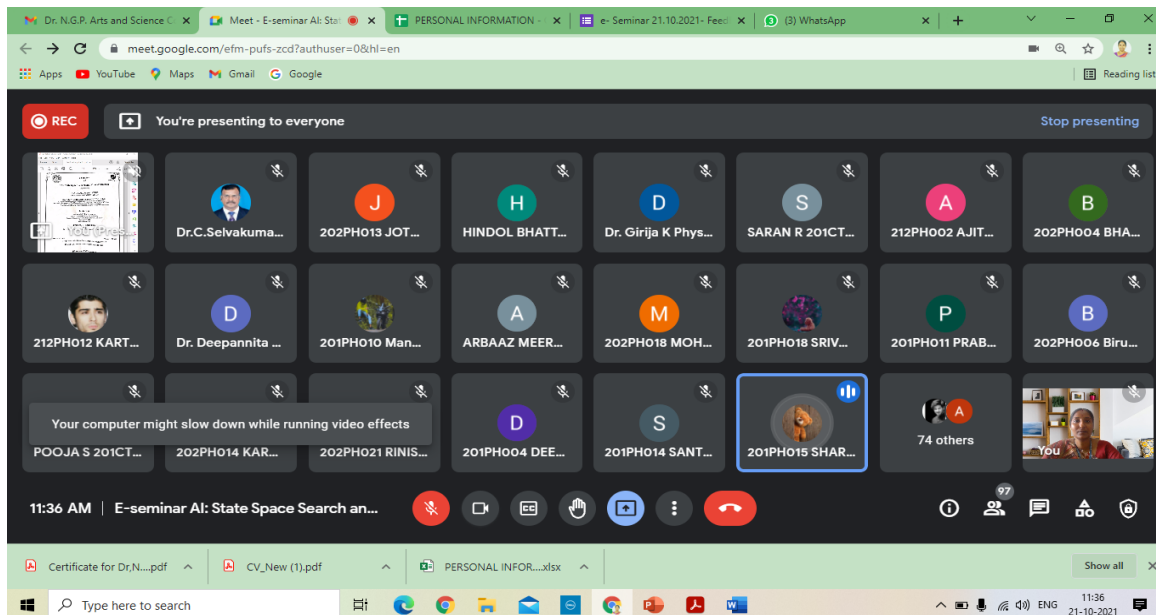 Dr. N.G.P. Arts and Science C
Meet - E-seminar AI: Stat
PERSONAL INFORMATION -
e- Seminar 21.10.2021- Feed
(3) WhatsApp
meet.google.com/efm-pufs-zcd?authuser=0&hl=en
Apps YouTube Maps Gmail Google Reading list
REC You're presenting to everyone Stop presenting
You (Pres... Dr.C.Selvakuma... 202PH013 JOT... HINDOL BHATT... Dr. Girija K Phys... SARAN R 201CT... 212PH002 AJIT... 202PH004 BHA...
J H D S A B
212PH012 KART... Dr. Deepannita ... 201PH010 Man... ARBAAZ MEER... 202PH018 MOH... 201PH018 SRIV... 201PH011 PRAB... 202PH006 Biru...
D A M P B
Your computer might slow down while running video effects
D S A
74 others You
POOJA S 201CT... 202PH014 KAR... 202PH021 RINIS... 201PH004 DEE... 201PH014 SANT... 201PH015 SHAR...
97
11:36 AM | E-seminar AI: State Space Search an...
Certificate for Dr,N....pdf CV_New (1).pdf PERSONAL INFOR....xlsx Show all
Type here to search ENG 11:36
21-10-2021